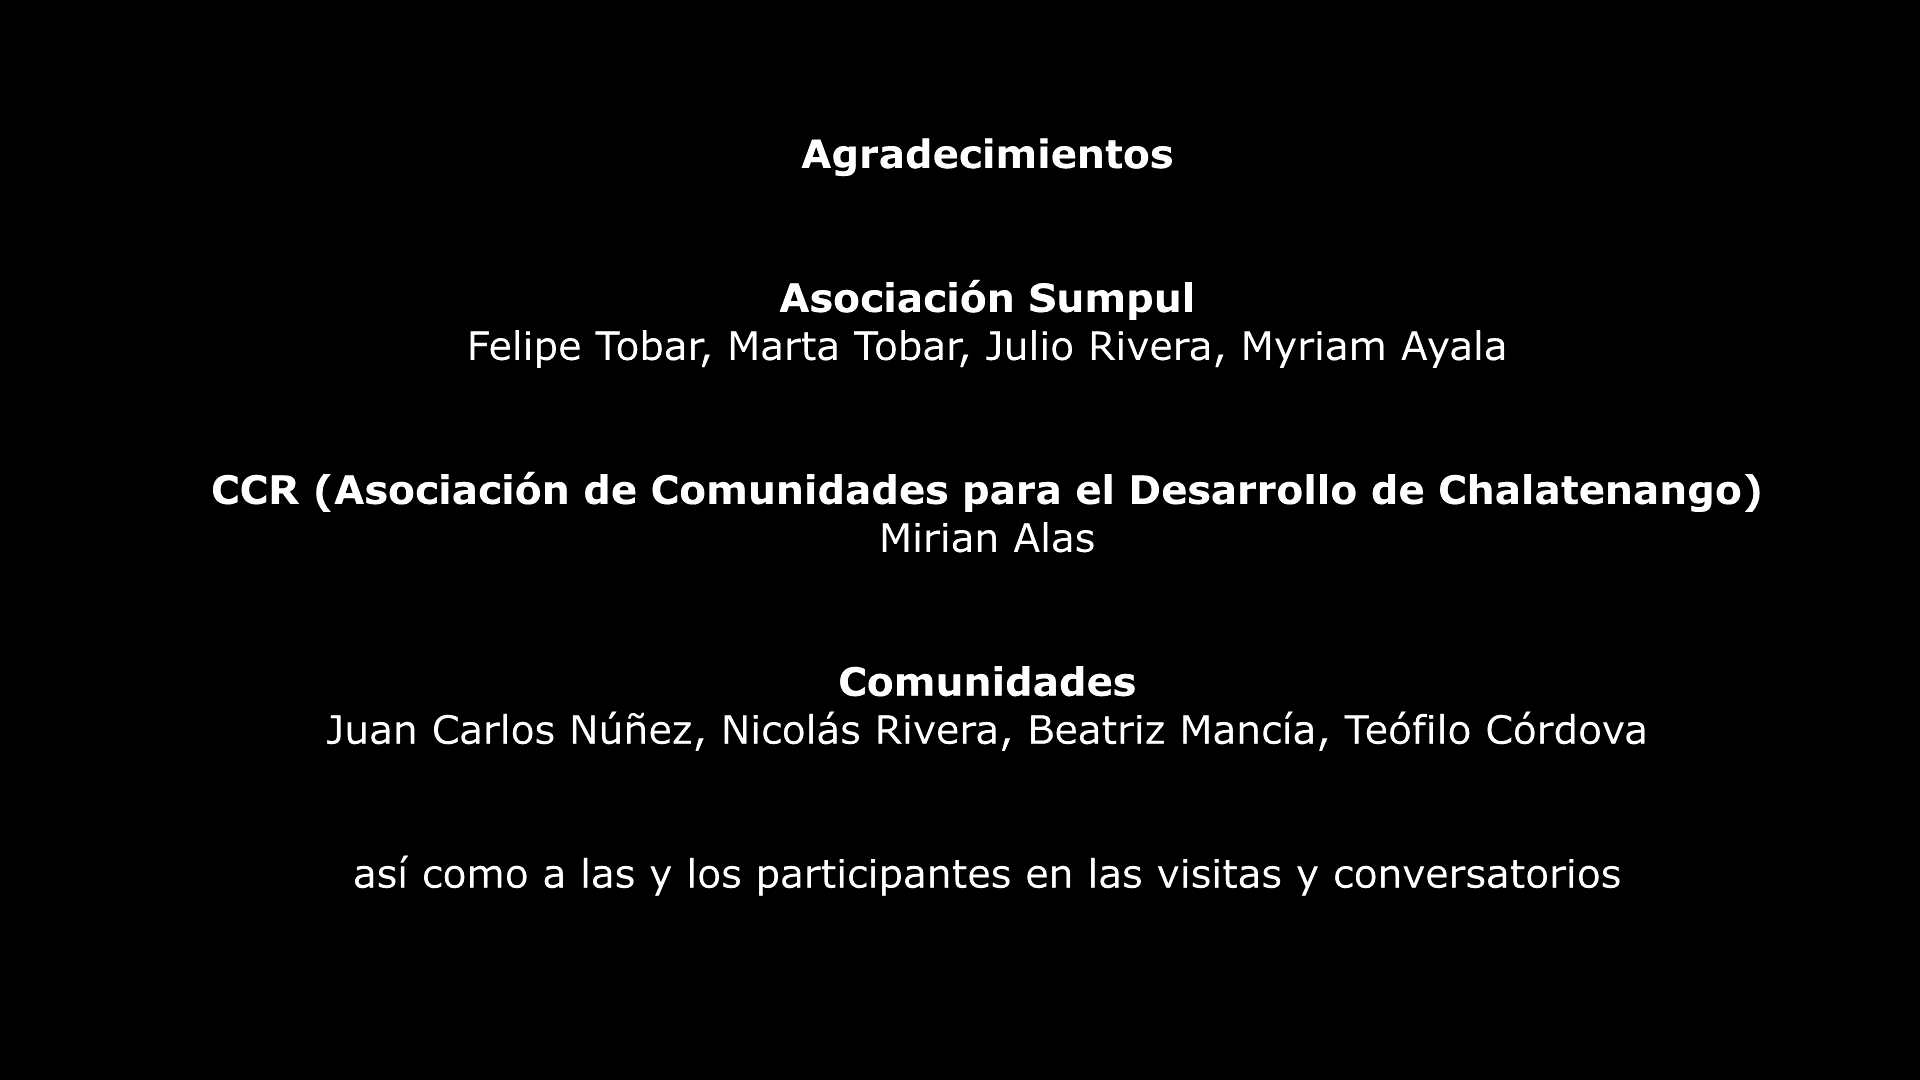 Agradecimientos
Asociación Sumpul
Felipe Tobar, Marta Tobar, Julio Rivera, Myriam Ayala
CCR (Asociación de Comunidades para el Desarrollo de Chalatenango)
Mirian Alas
Comunidades
Juan Carlos Núñez, Nicolás Rivera, Beatriz Mancía, Teófilo Córdova
así como a las y los participantes en las visitas y conversatorios